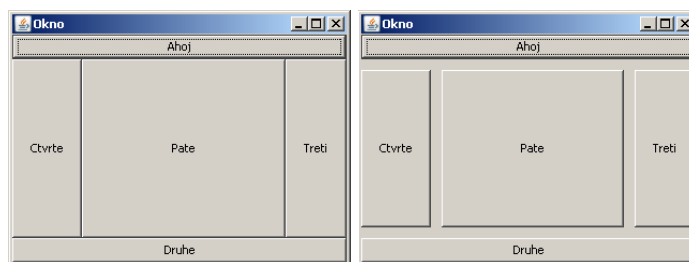 Okno
Ahoj
Ctvrte Pate Treti
Druhe
Okno
Ahoj
Ctvrte Pate Treti
Druhe